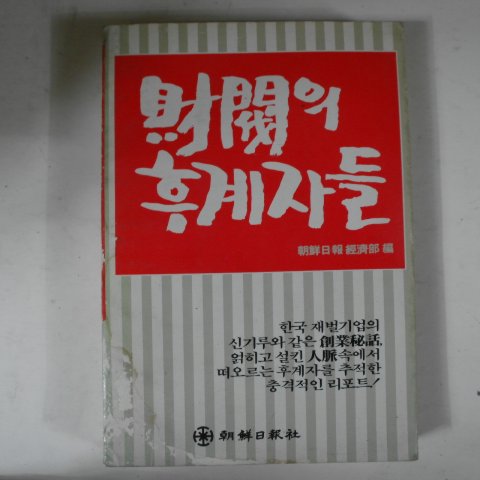 財閥의
후계자들
朝鮮日報 經濟部 編
한국 재벌기업의
신기루와 같은 創業秘話,
얽히고 설킨 人脈속에서
떠오르는 후계자를 추적한
충격적인 리포트!
朝鮮日報社